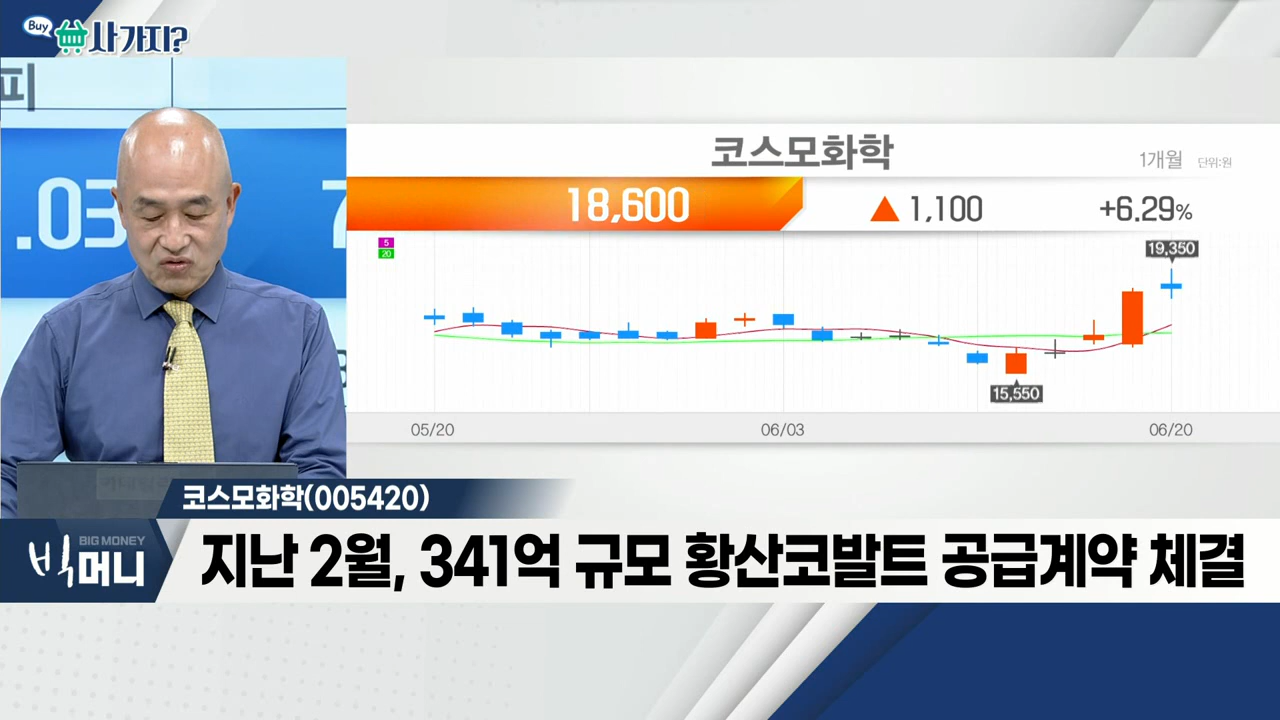 Buy 사가지?
피
.03
코스모화학
1개월 단위:원
18,600 ▲ 1,100 +6.29%
5
20
19,350
15,550
05/20 06/03 06/20
코스모화학(005420)
BIG MONEY
빅머니
지난 2월, 341억 규모 황산코발트 공급계약 체결